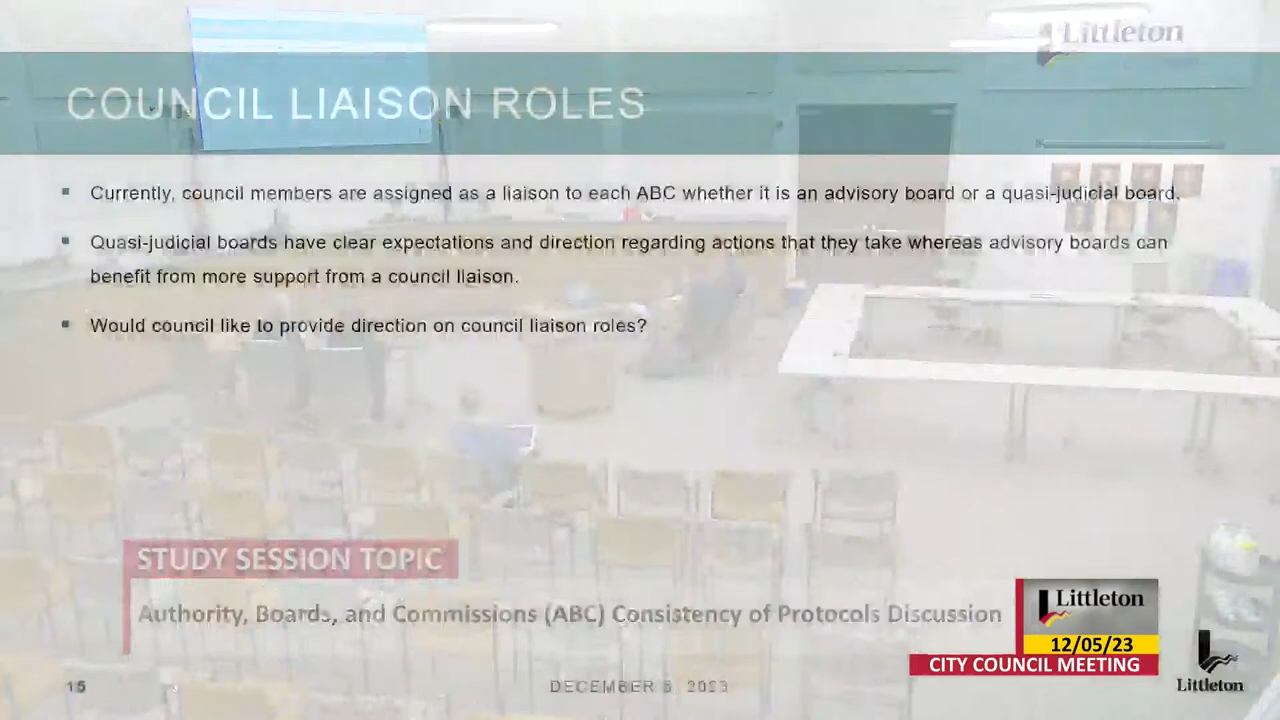 Littleton
COUNCIL LIAISON ROLES
Currently, council members are assigned as a liaison to each ABC whether it is an advisory board or a quasi-judicial board.
Quasi-judicial boards have clear expectations and direction regarding actions that they take whereas advisory boards can
benefit from more support from a council liaison.
Would council like to provide direction on council liaison roles?
STUDY SESSION TOPIC
Authority, Boards, and Commissions (ABC) Consistency of Protocols Discussion
Littleton
12/05/23
CITY COUNCIL MEETING
15
DECEMBER 5, 2023
Littleton